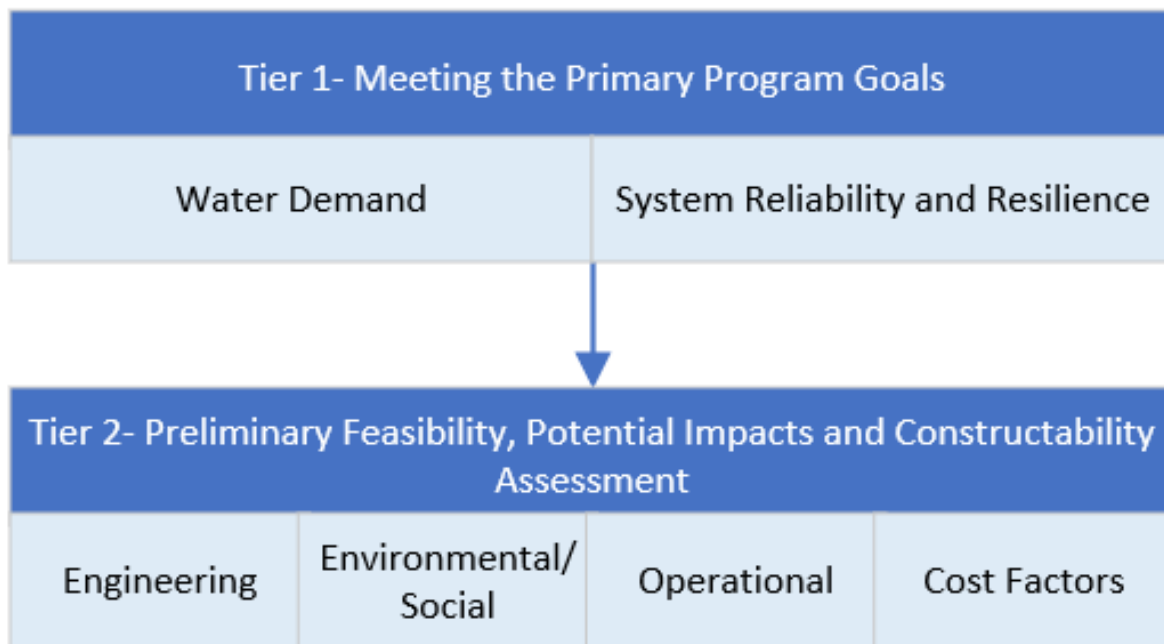 Tier 1- Meeting the Primary Program Goals
Water Demand
System Reliability and Resilience
Tier 2- Preliminary Feasibility, Potential Impacts and Constructability
Assessment
Engineering
Environmental/
Social
Operational
Cost Factors